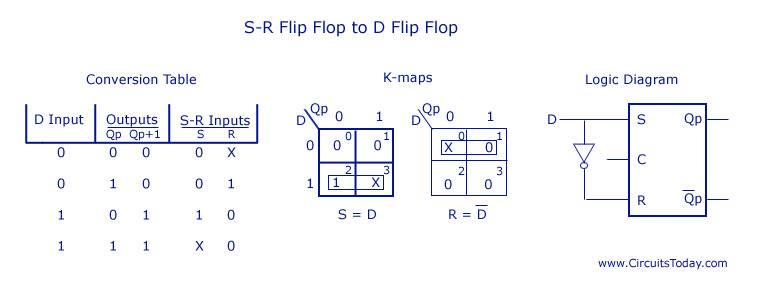 S-R Flip Flop to D Flip Flop
Conversion Table
D Input Outputs S-R Inputs
Qp Qp+1 S R
0 0 0 0 X
0 1 0 0 1
1 0 1 1 0
1 1 1 X 0
K-maps
Qp 0 1
D
0 1
0 0 0
2 3
1 1 X
S = D
Qp 0 1
D
0 1
X 0
2 3
0 0
R = D̅
Logic Diagram
D S Qp
C
R Q̅p
www.CircuitsToday.com